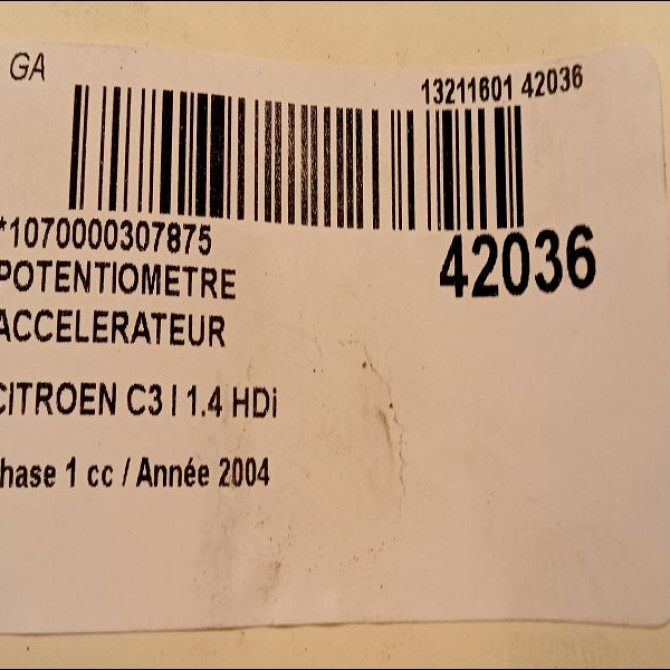 GA
13211601 42036
*1070000307875
42036
POTENTIOMETRE
ACCELERATEUR
CITROEN C3 I 1.4 HDi
hase 1 cc / Année 2004